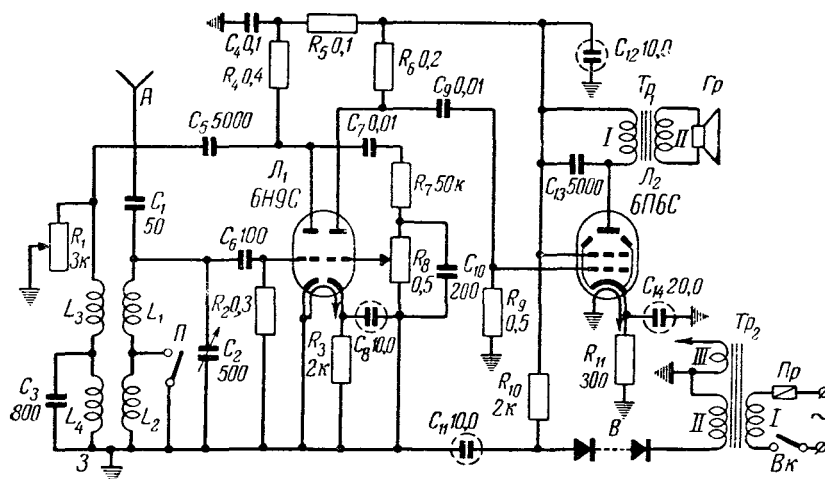 C₄ 0,1
R₅ 0,1
R₄ 0,4
R₆ 0,2
C₁₂ 10,0
A
C₅ 5000
C₇ 0,01
C₉ 0,01
Тр₁
Гр
I
II
Л₁
6Н9С
C₁₃ 5000
Л₂
6П6С
C₁
50
R₇ 50к
R₁
3к
C₆ 100
R₈
0,5
C₁₀
200
L₃
L₁
П
R₂ 0,3
C₂
500
R₃
2к
C₈ 10,0
R₉
0,5
C₁₄ 20,0
Тр₂
C₃
800
L₄
L₂
R₁₀
2к
R₁₁
300
III
II
I
Пр
~
З
C₁₁ 10,0
В
Вк